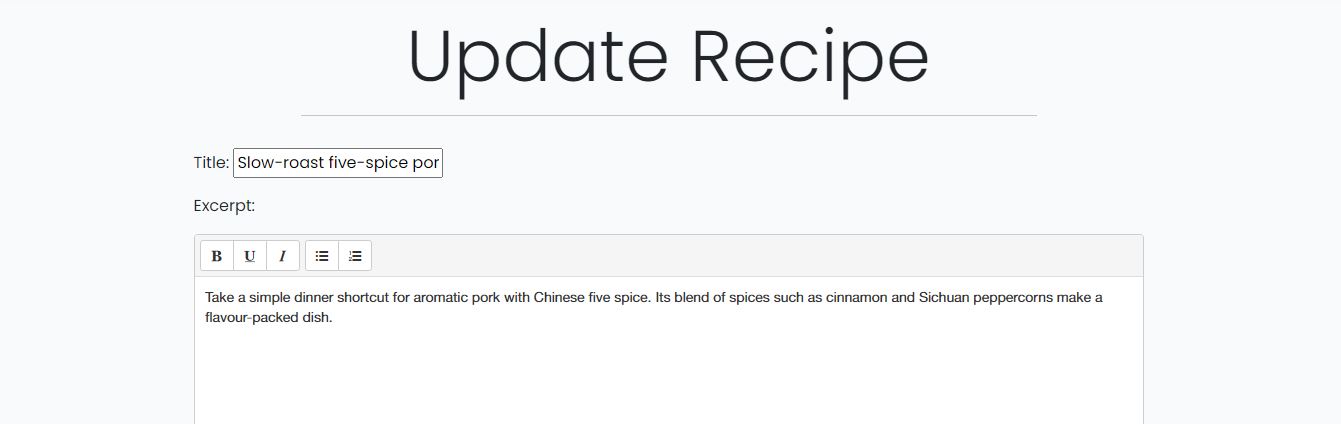 Update Recipe
Title: Slow-roast five-spice por
Excerpt:
B U I
Take a simple dinner shortcut for aromatic pork with Chinese five spice. Its blend of spices such as cinnamon and Sichuan peppercorns make a
flavour-packed dish.